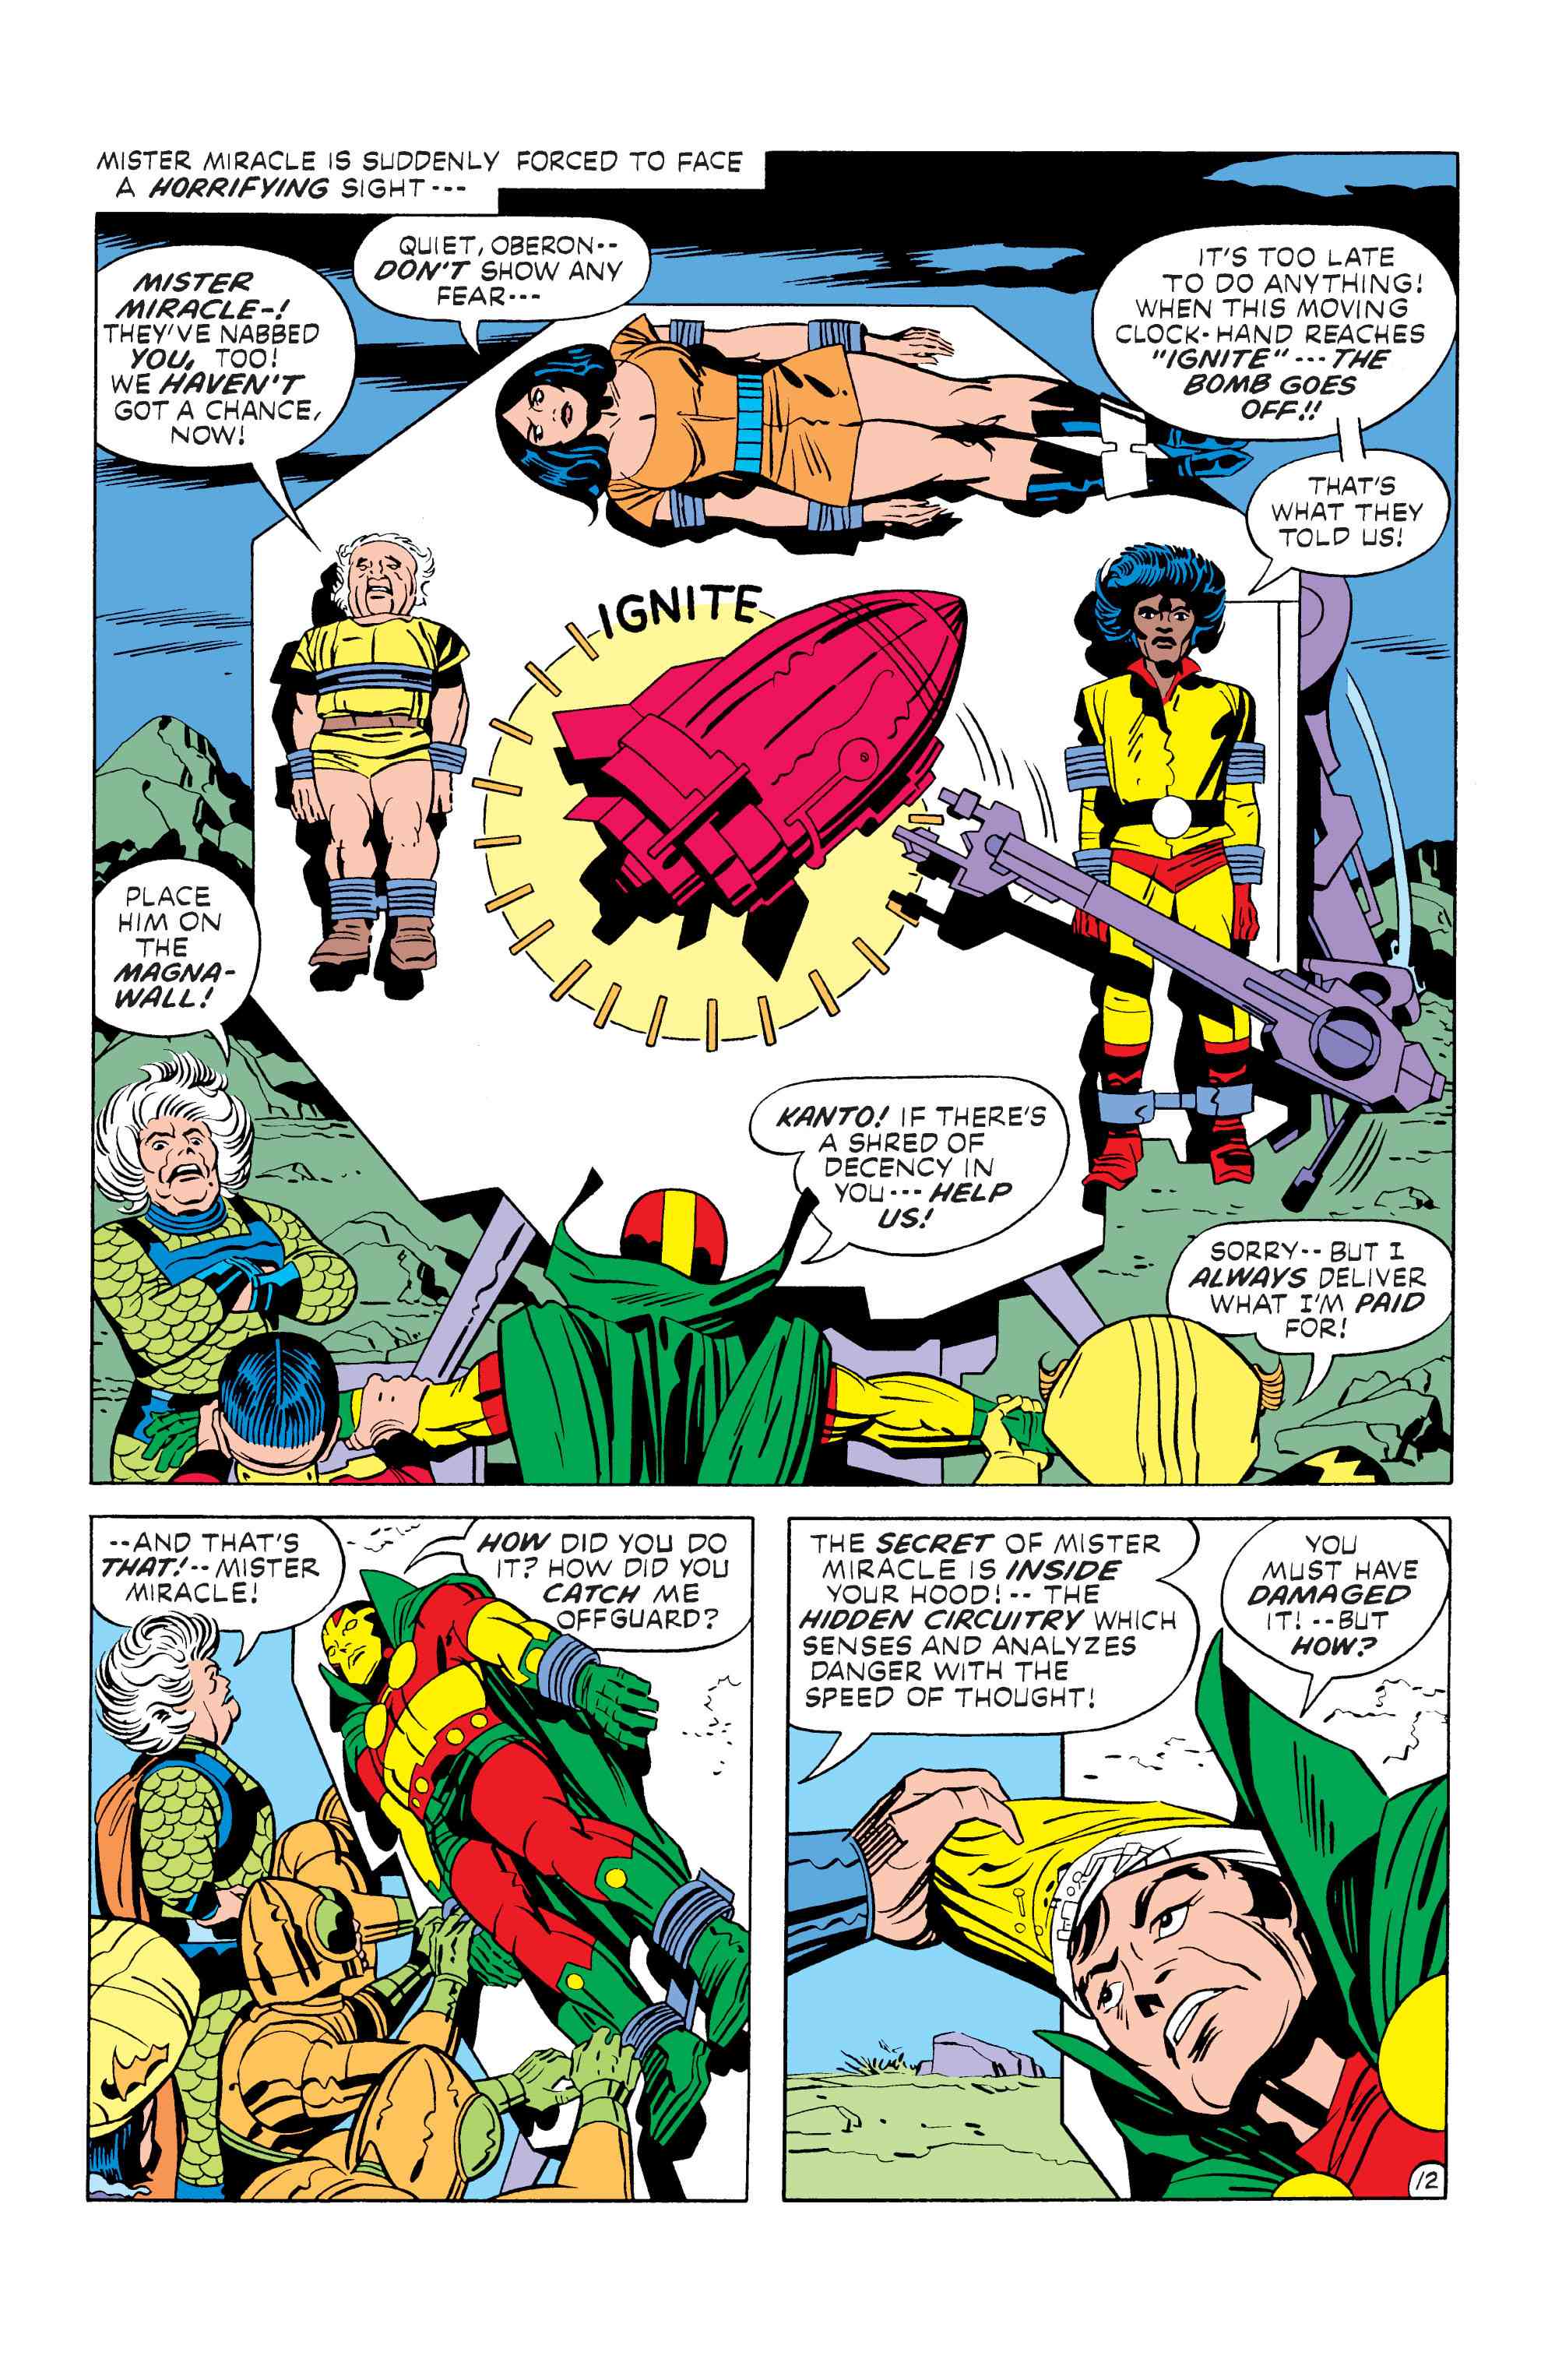 MISTER MIRACLE IS SUDDENLY FORCED TO FACE
A HORRIFYING SIGHT---
MISTER
MIRACLE-!
THEY'VE NABBED
YOU, TOO!
WE HAVEN'T
GOT A CHANCE,
NOW!
QUIET, OBERON--
DON'T SHOW ANY
FEAR---
IT'S TOO LATE
TO DO ANYTHING!
WHEN THIS MOVING
CLOCK-HAND REACHES
"IGNITE"--- THE
BOMB GOES
OFF!!
THAT'S
WHAT THEY
TOLD US!
IGNITE
PLACE
HIM ON
THE
MAGNA-
WALL!
KANTO! IF THERE'S
A SHRED OF
DECENCY IN
YOU--- HELP
US!
SORRY-- BUT I
ALWAYS DELIVER
WHAT I'M PAID
FOR!
--AND THAT'S
THAT!-- MISTER
MIRACLE!
HOW DID YOU DO
IT? HOW DID YOU
CATCH ME
OFFGUARD?
THE SECRET OF MISTER
MIRACLE IS INSIDE
YOUR HOOD!-- THE
HIDDEN CIRCUITRY WHICH
SENSES AND ANALYZES
DANGER WITH THE
SPEED OF THOUGHT!
YOU
MUST HAVE
DAMAGED
IT! --BUT
HOW?
12